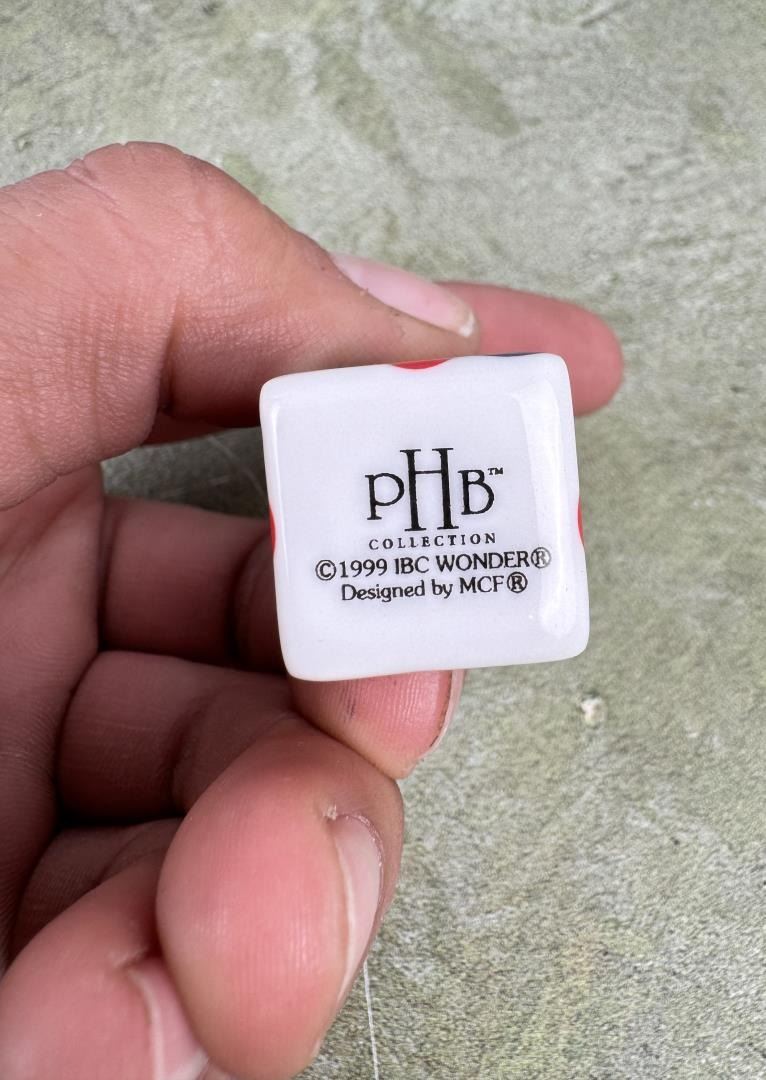 PHB™
COLLECTION
©1999 IBC WONDER®
Designed by MCF®